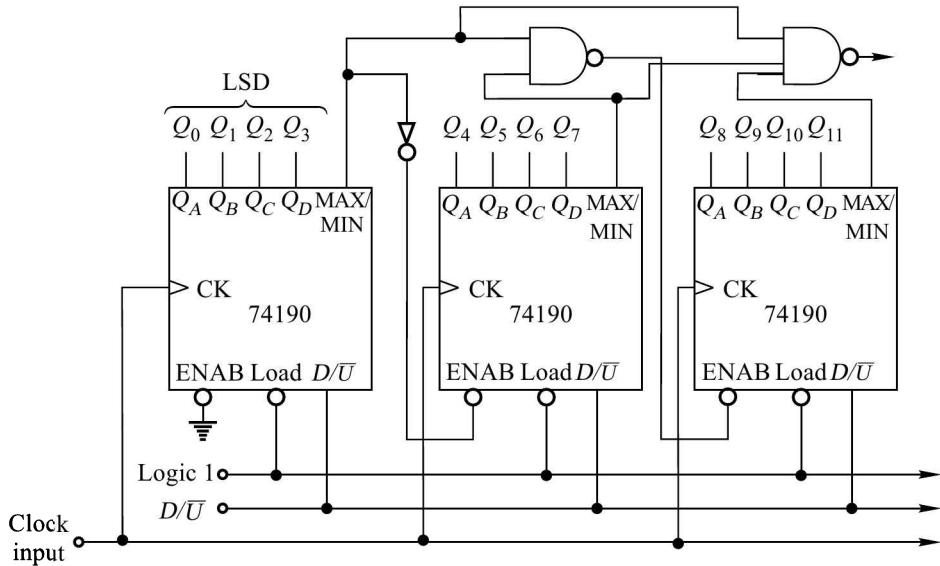 LSD
Q0 Q1 Q2 Q3
Q4 Q5 Q6 Q7
Q8 Q9 Q10 Q11
QA QB QC QD MAX/
MIN
QA QB QC QD MAX/
MIN
QA QB QC QD MAX/
MIN
CK
74190
CK
74190
CK
74190
ENAB Load D/U̅
ENAB Load D/U̅
ENAB Load D/U̅
Logic 1
D/U̅
Clock
input